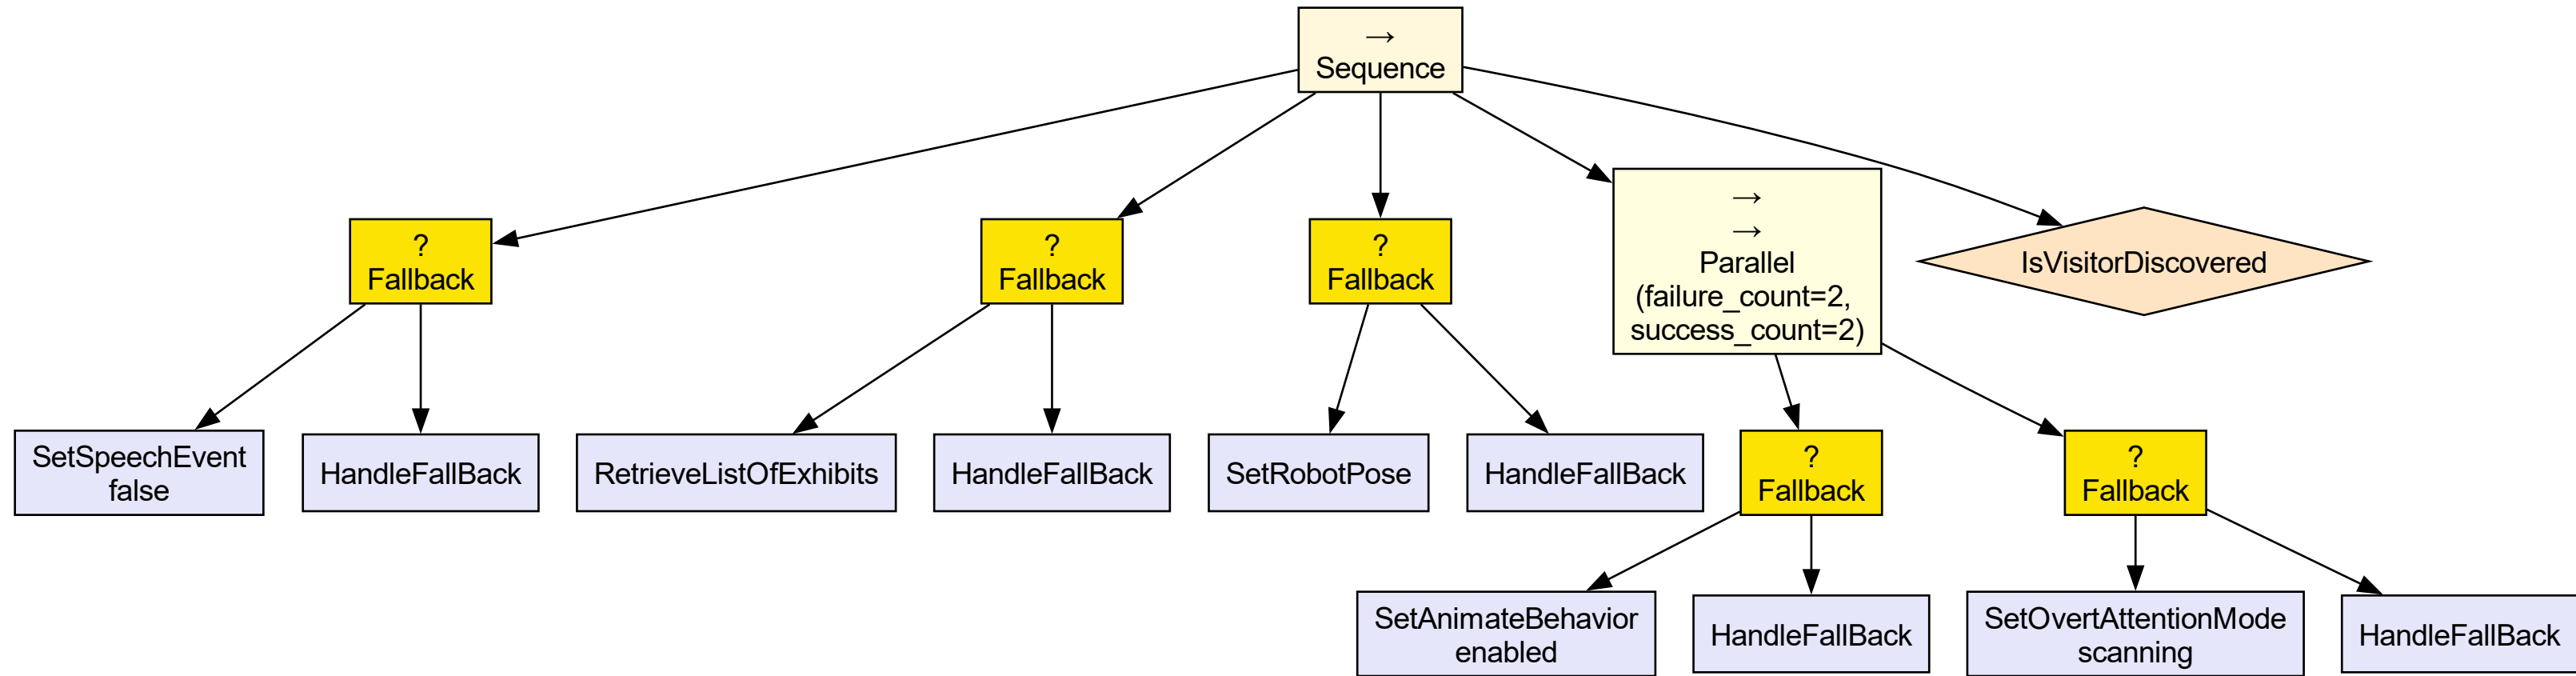 →
Sequence
?
Fallback
?
Fallback
?
Fallback
→
→
Parallel
(failure_count=2,
success_count=2)
IsVisitorDiscovered
SetSpeechEvent
false
HandleFallBack
RetrieveListOfExhibits
HandleFallBack
SetRobotPose
HandleFallBack
?
Fallback
?
Fallback
SetAnimateBehavior
enabled
HandleFallBack
SetOvertAttentionMode
scanning
HandleFallBack